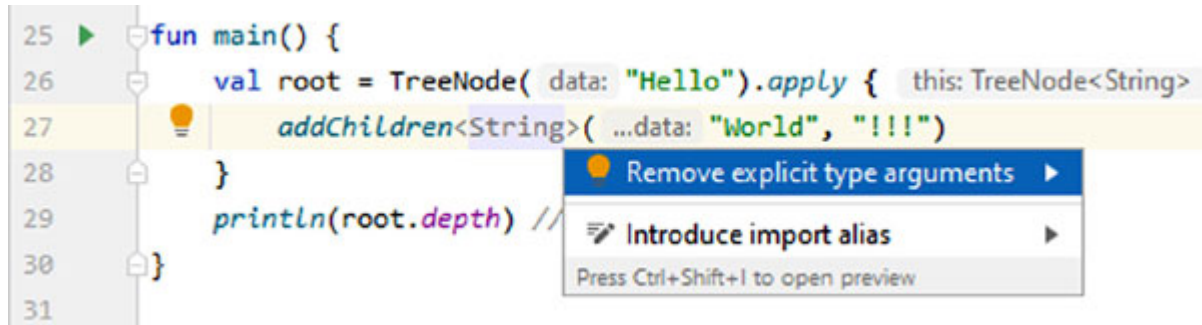 25 fun main() {
26 val root = TreeNode( data: "Hello").apply { this: TreeNode<String>
27 addChildren<String>( ...data: "World", "!!!")
28 }
Remove explicit type arguments
29 println(root.depth) //
Introduce import alias
30 }
Press Ctrl+Shift+I to open preview
31